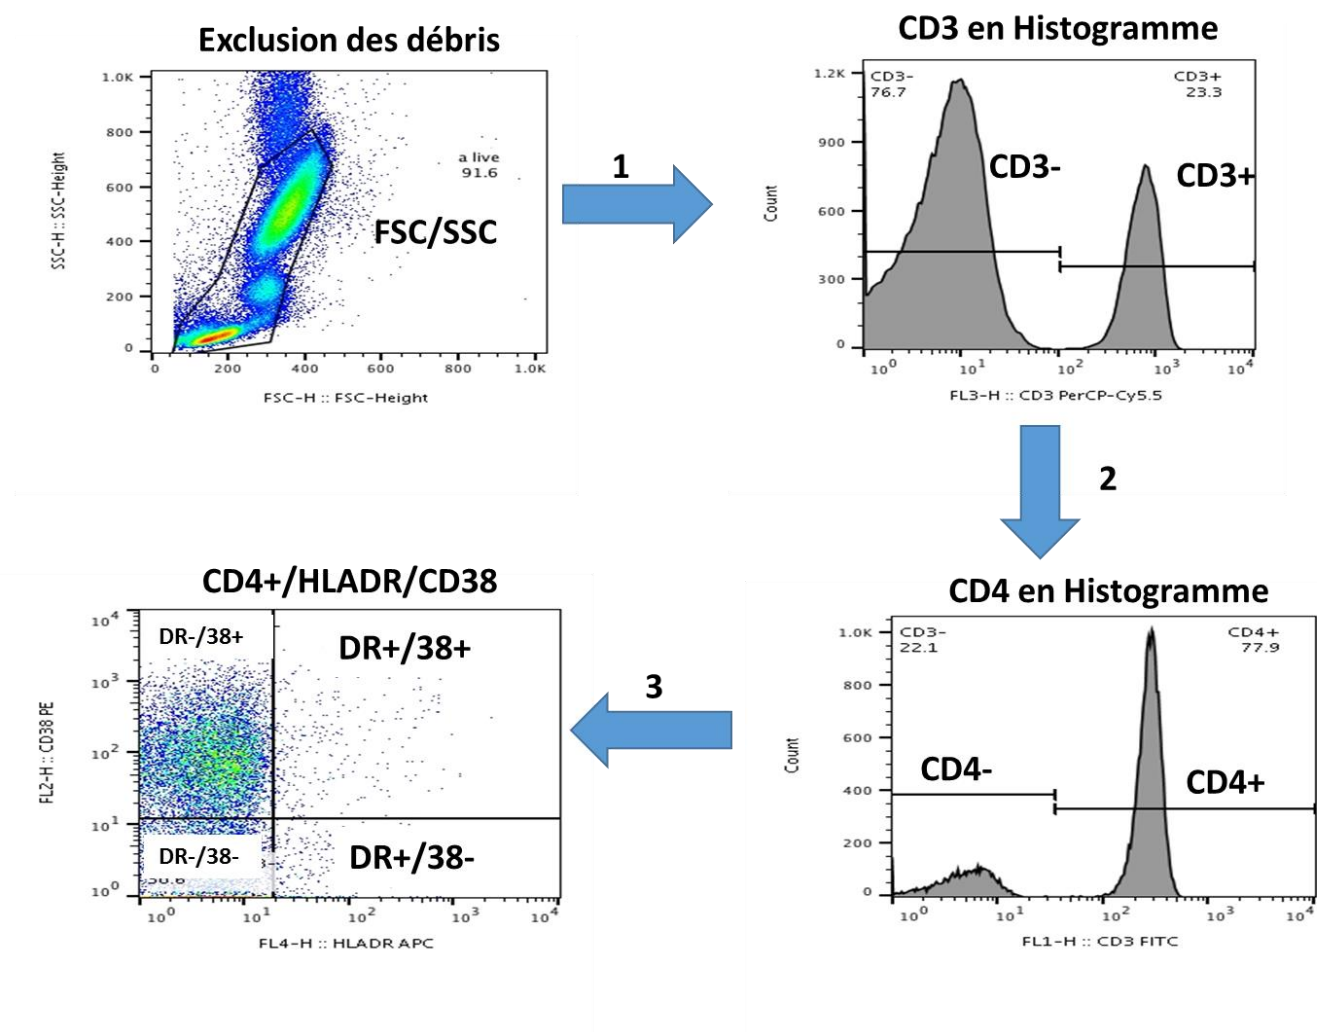 Exclusion des débris
1.0K
800
600
400
200
0
SSC-H :: SSC-Height
a live
91.6
FSC/SSC
0 200 400 600 800 1.0K
FSC-H :: FSC-Height
1
CD3 en Histogramme
1.2K
900
600
300
0
Count
CD3-
76.7
CD3+
23.3
CD3-
CD3+
10⁰ 10¹ 10² 10³ 10⁴
FL3-H :: CD3 PerCP-Cy5.5
2
CD4 en Histogramme
1.0K
800
600
400
200
0
Count
CD3-
22.1
CD4+
77.9
CD4-
CD4+
10⁰ 10¹ 10² 10³ 10⁴
FL1-H :: CD3 FITC
3
CD4+/HLADR/CD38
10⁴
10³
10²
10¹
10⁰
FL2-H :: CD38 PE
DR-/38+
DR+/38+
DR-/38-
DR+/38-
10⁰ 10¹ 10² 10³ 10⁴
FL4-H :: HLADR APC